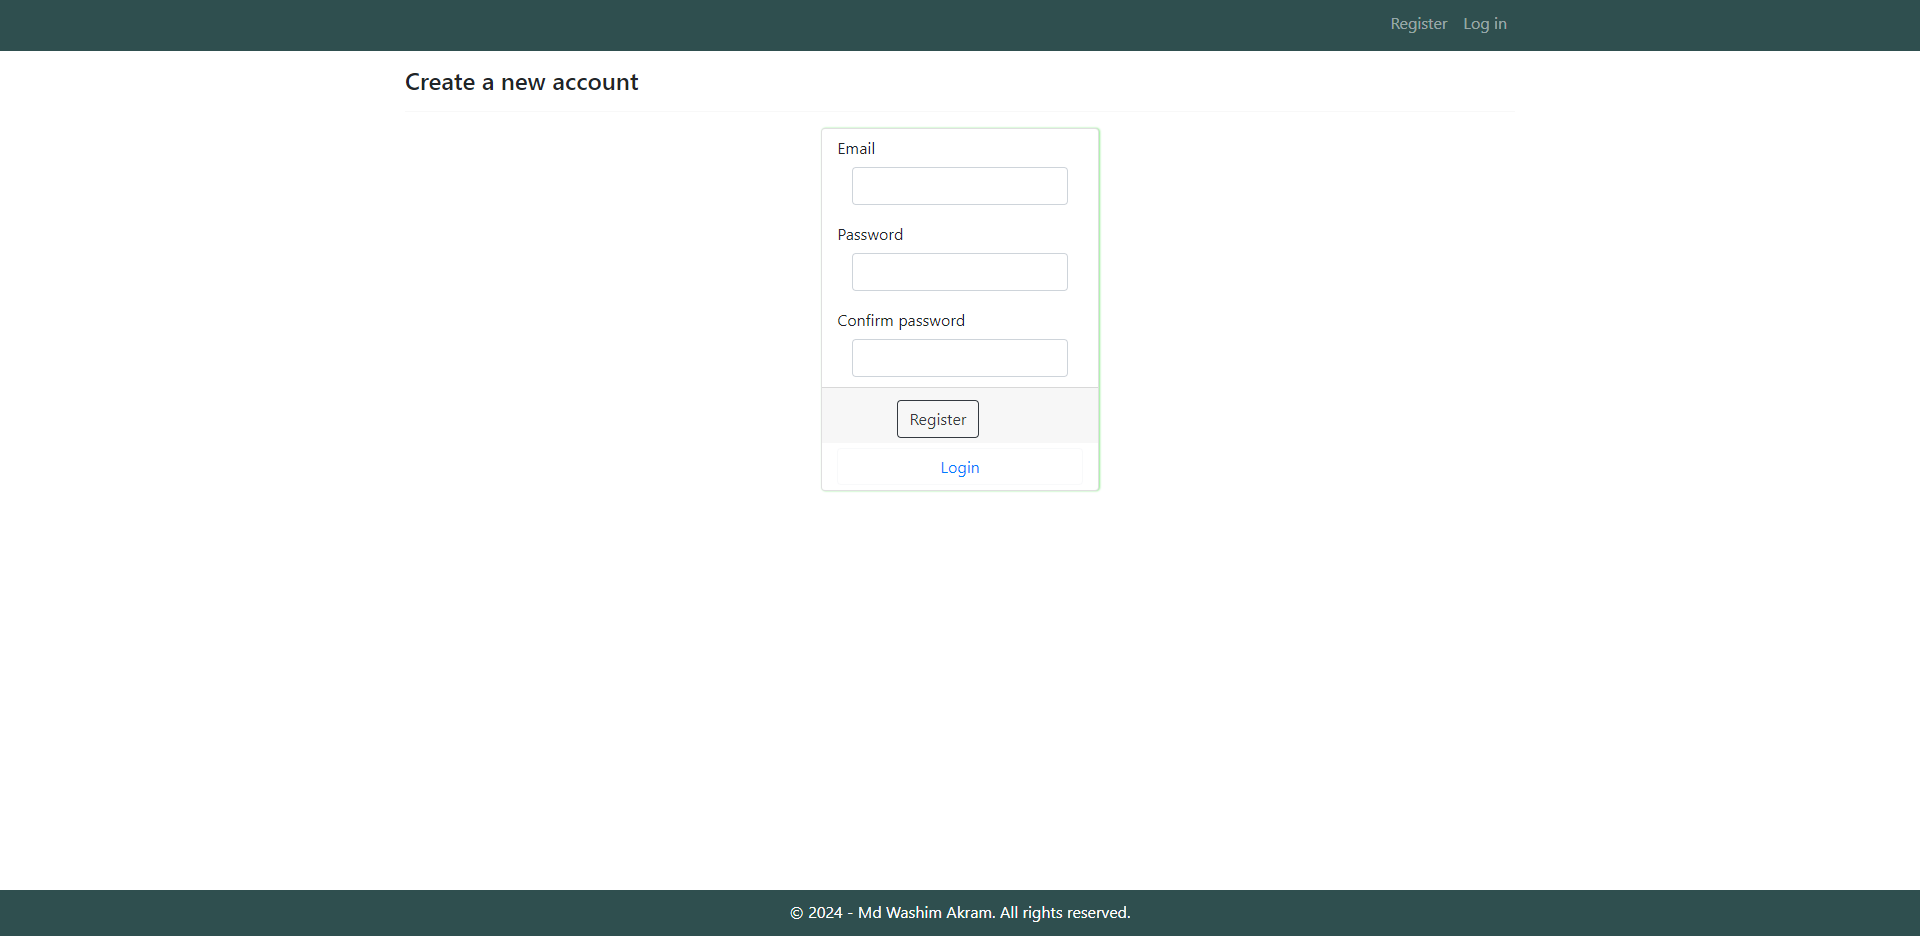 Register Log in
Create a new account
Email
Password
Confirm password
Register
Login
© 2024 - Md Washim Akram. All rights reserved.